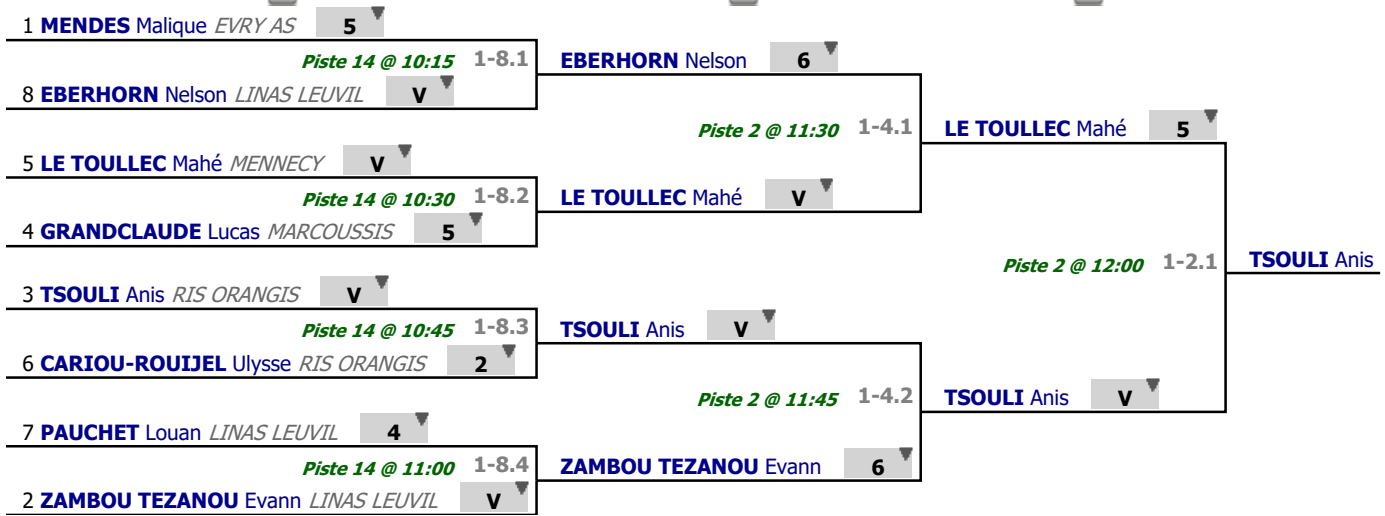 1 MENDES Malique EVRY AS 5
Piste 14 @ 10:15 1-8.1
EBERHORN Nelson 6
8 EBERHORN Nelson LINAS LEUVIL V
Piste 2 @ 11:30 1-4.1
LE TOULLEC Mahé 5
5 LE TOULLEC Mahé MENNECY V
Piste 14 @ 10:30 1-8.2
LE TOULLEC Mahé V
4 GRANDCLAUDE Lucas MARCOUSSIS 5
Piste 2 @ 12:00 1-2.1
TSOULI Anis
3 TSOULI Anis RIS ORANGIS V
Piste 14 @ 10:45 1-8.3
TSOULI Anis V
6 CARIOU-ROUIJEL Ulysse RIS ORANGIS 2
Piste 2 @ 11:45 1-4.2
TSOULI Anis V
7 PAUCHET Louan LINAS LEUVIL 4
Piste 14 @ 11:00 1-8.4
ZAMBOU TEZANOU Evann 6
2 ZAMBOU TEZANOU Evann LINAS LEUVIL V